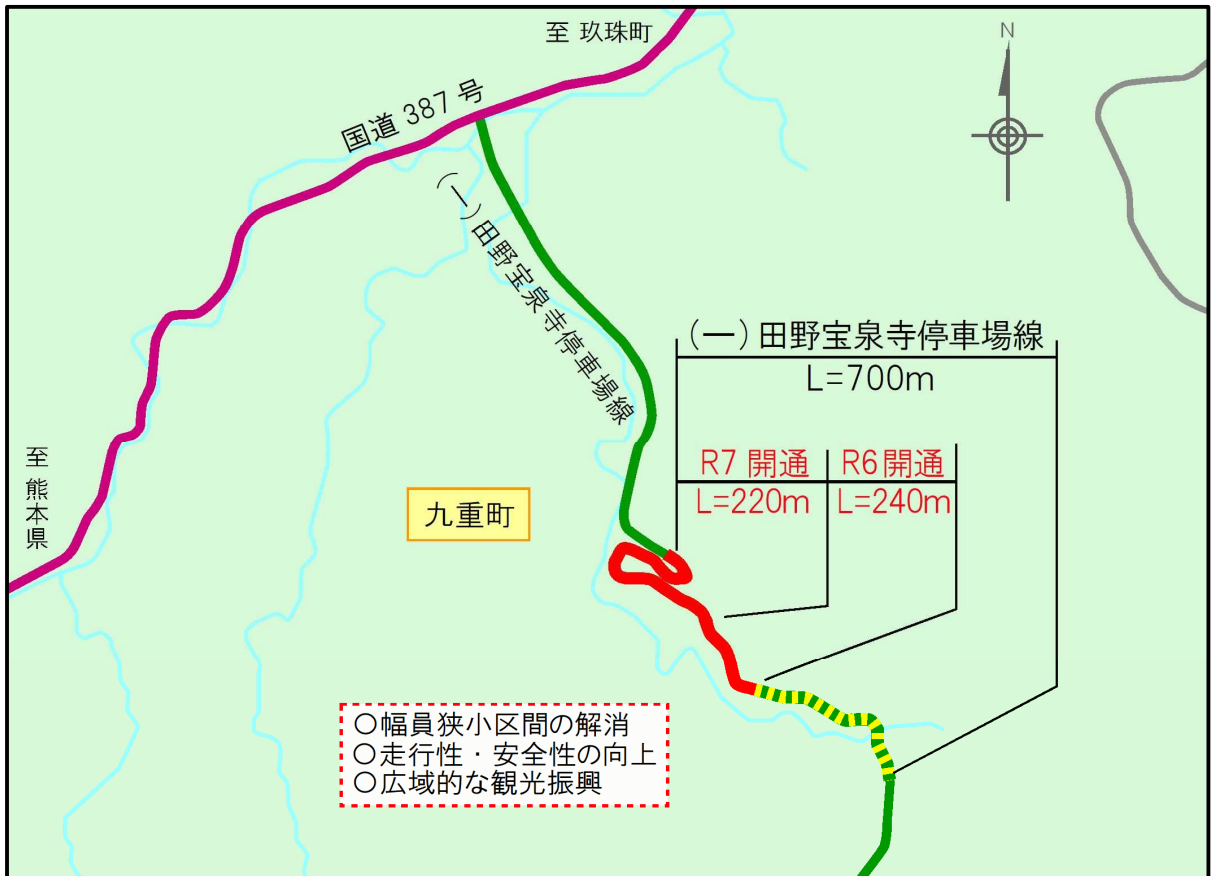 至 玖珠町
N
国道 387 号
(一)田野宝泉寺停車場線
(一)田野宝泉寺停車場線
L=700m
R7 開通
R6開通
L=220m
L=240m
至 熊本県
九重町
○幅員狭小区間の解消
○走行性・安全性の向上
○広域的な観光振興